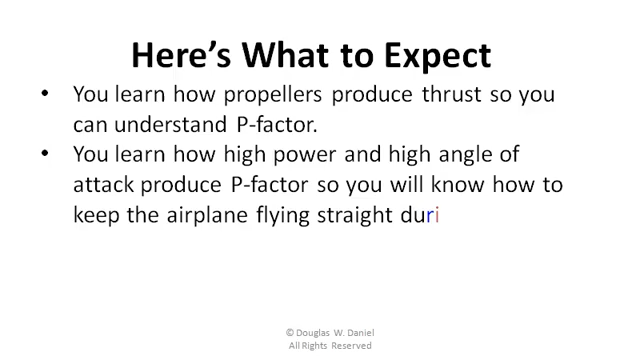 Here's What to Expect
• You learn how propellers produce thrust so you
can understand P-factor.
• You learn how high power and high angle of
attack produce P-factor so you will know how to
keep the airplane flying straight duri
© Douglas W. Daniel
All Rights Reserved